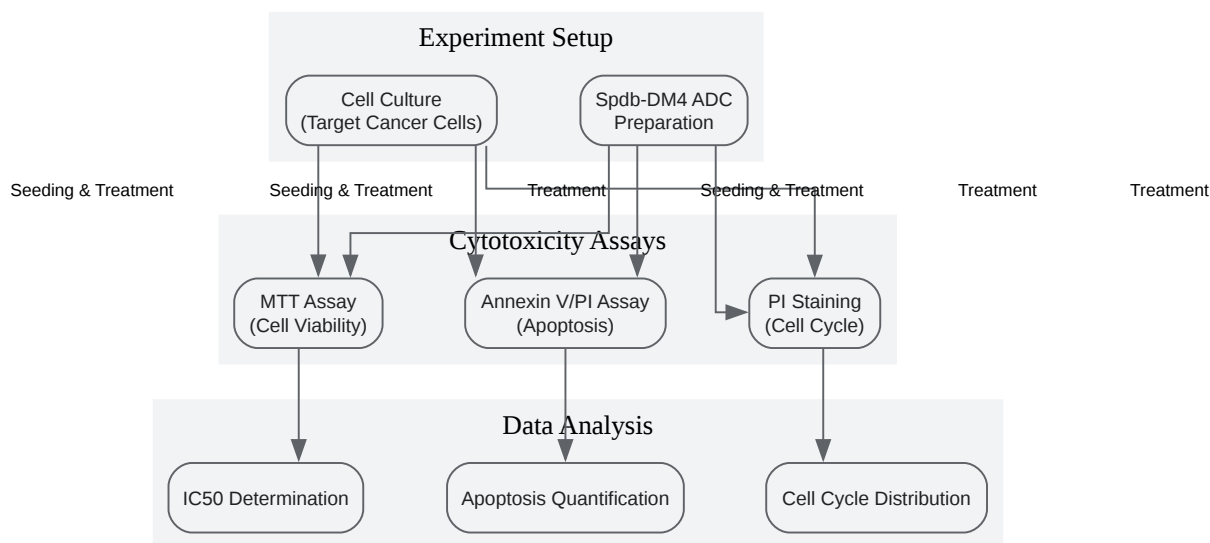 Experiment Setup
Cell Culture
(Target Cancer Cells)
Spdb-DM4 ADC
Preparation
Seeding & Treatment
Seeding & Treatment
Treatment
Seeding & Treatment
Treatment
Treatment
Cytotoxicity Assays
MTT Assay
(Cell Viability)
Annexin V/PI Assay
(Apoptosis)
PI Staining
(Cell Cycle)
Data Analysis
IC50 Determination
Apoptosis Quantification
Cell Cycle Distribution